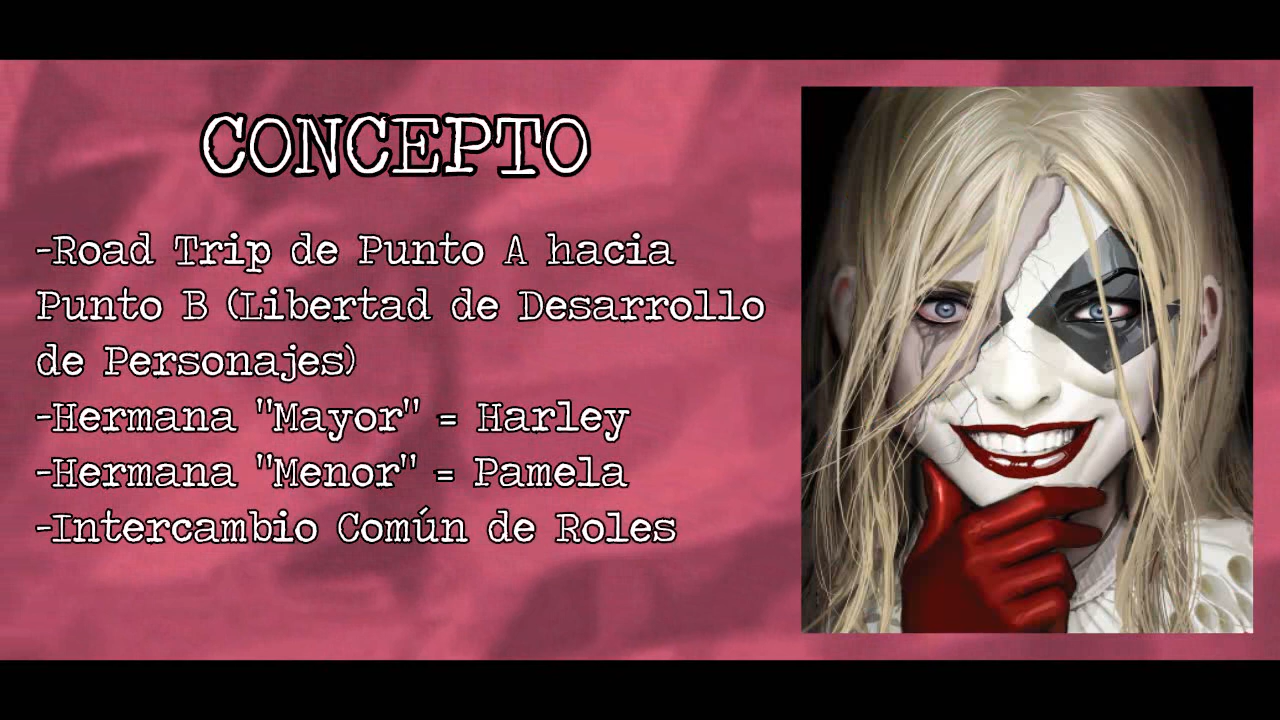 CONCEPTO
-Road Trip de Punto A hacia
Punto B (Libertad de Desarrollo
de Personajes)
-Hermana "Mayor" = Harley
-Hermana "Menor" = Pamela
-Intercambio Común de Roles